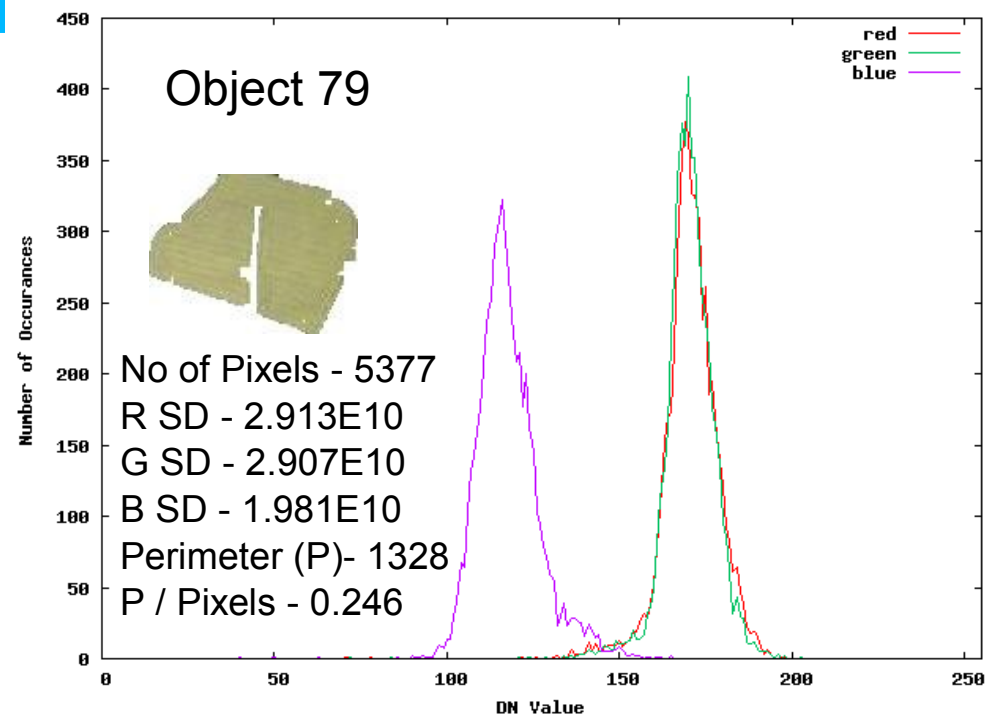 450
400
350
300
250
200
150
100
50
0
Number of Occurances
Object 79
No of Pixels - 5377
R SD - 2.913E10
G SD - 2.907E10
B SD - 1.981E10
Perimeter (P)- 1328
P / Pixels - 0.246
red
green
blue
0 50 100 150 200 250
DN Value